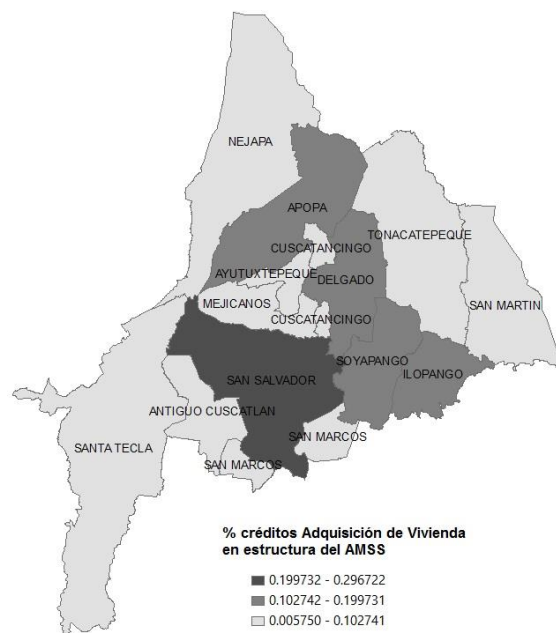 NEJAPA
APOPA
CUSCATANCINGO
TONACATEPEQUE
AYUTUXTEPEQUE
DELGADO
MEJICANOS
SAN MARTIN
CUSCATANCINGO
SOYAPANGO
ILOPANGO
SAN SALVADOR
ANTIGUO CUSCATLAN
SAN MARCOS
SANTA TECLA
SAN MARCOS
% créditos Adquisición de Vivienda
en estructura del AMSS
0.199732 - 0.296722
0.102742 - 0.199731
0.005750 - 0.102741